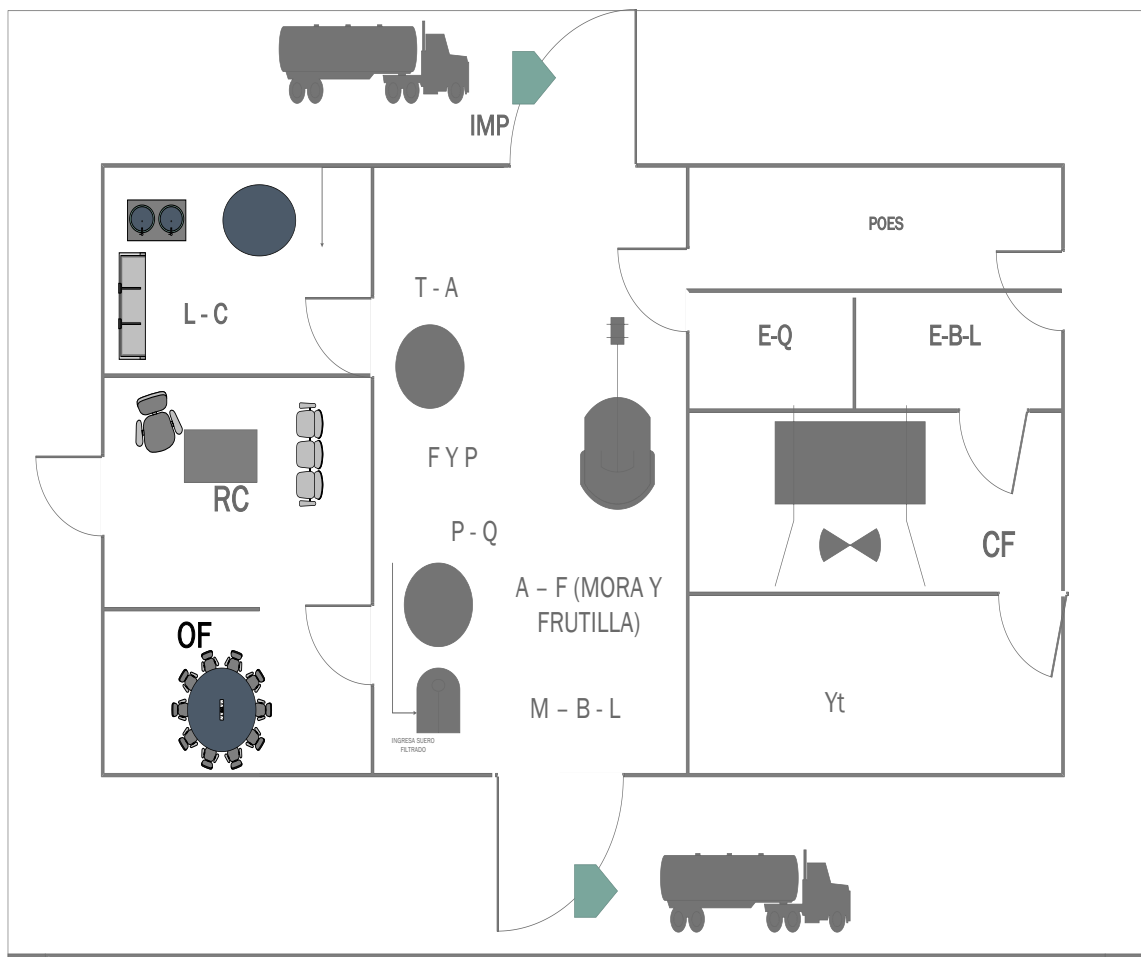 IMP
POES
T - A
L - C
E-Q
E-B-L
F Y P
RC
P - Q
CF
A – F (MORA Y
FRUTILLA)
OF
Yt
M – B - L
INGRESA SUERO
FILTRADO